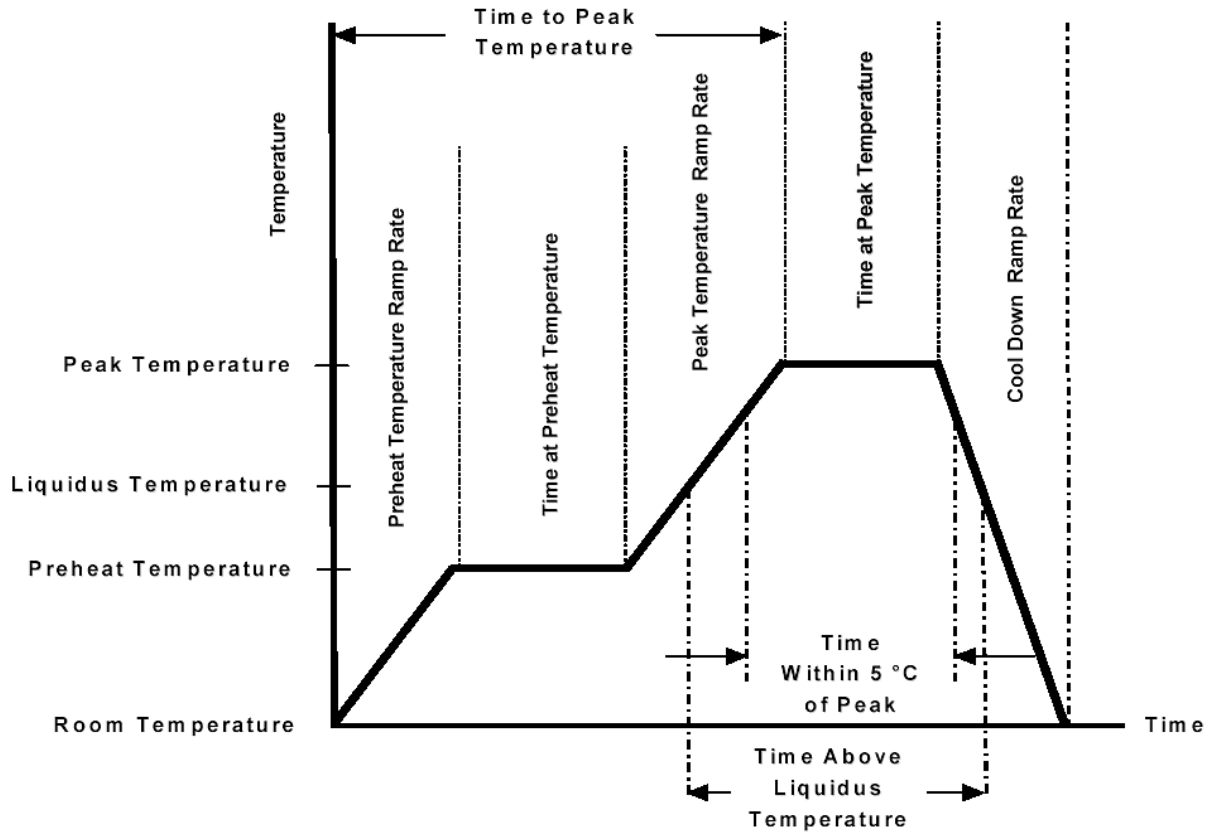 Time to Peak
Temperature
Temperature
Preheat Temperature Ramp Rate
Time at Preheat Temperature
Peak Temperature Ramp Rate
Time at Peak Temperature
Cool Down Ramp Rate
Peak Temperature
Liquidus Temperature
Preheat Temperature
Room Temperature
Time
Within 5 °C
of Peak
Time
Time Above
Liquidus
Temperature